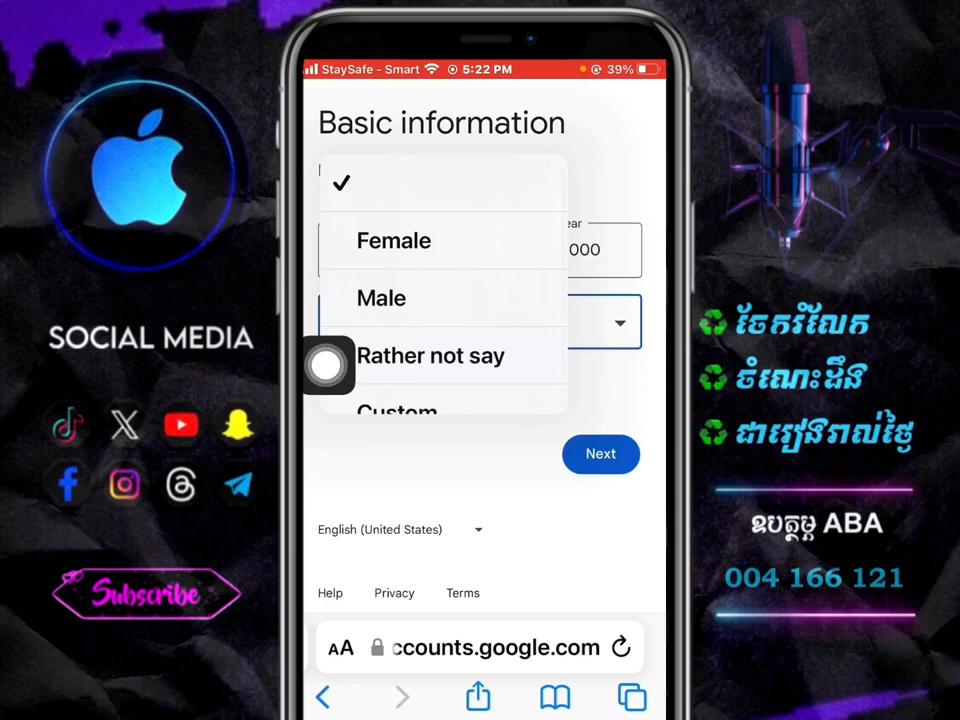 StaySafe - Smart 5:22 PM 39%
Basic information
Female
Male
Rather not say
Custom
ear
000
Next
English (United States)
Help Privacy Terms
AA ccounts.google.com
SOCIAL MEDIA
Subscribe
ចែករំលែក
ចំណេះដឹង
ជារៀងរាល់ថ្ងៃ
ឧបត្ថម្ភ ABA
004 166 121